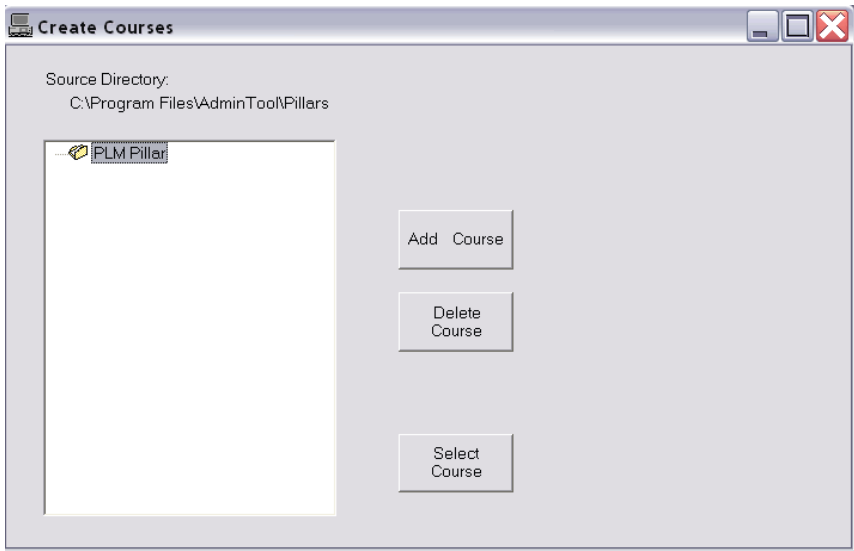 Create Courses
Source Directory:
C:\Program Files\AdminTool\Pillars
PLM Pillar
Add Course
Delete
Course
Select
Course